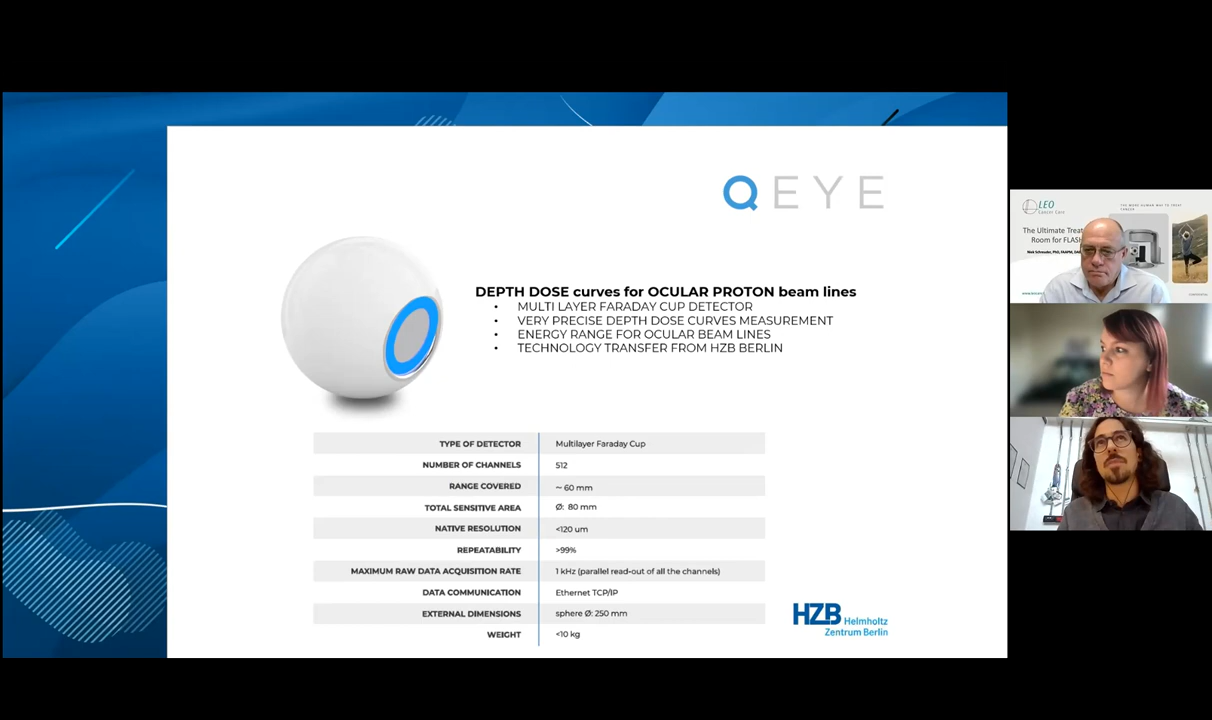 QEYE
DEPTH DOSE curves for OCULAR PROTON beam lines
• MULTI LAYER FARADAY CUP DETECTOR
• VERY PRECISE DEPTH DOSE CURVES MEASUREMENT
• ENERGY RANGE FOR OCULAR BEAM LINES
• TECHNOLOGY TRANSFER FROM HZB BERLIN
TYPE OF DETECTOR Multilayer Faraday Cup
NUMBER OF CHANNELS 512
RANGE COVERED ~ 60 mm
TOTAL SENSITIVE AREA Ø: 80 mm
NATIVE RESOLUTION <120 um
REPEATABILITY >99%
MAXIMUM RAW DATA ACQUISITION RATE 1 kHz (parallel read-out of all the channels)
DATA COMMUNICATION Ethernet TCP/IP
EXTERNAL DIMENSIONS sphere Ø: 250 mm
WEIGHT <10 kg
HZB Helmholtz
Zentrum Berlin
LEO
Cancer Care
The Ultimate Trea
Room for FLASH